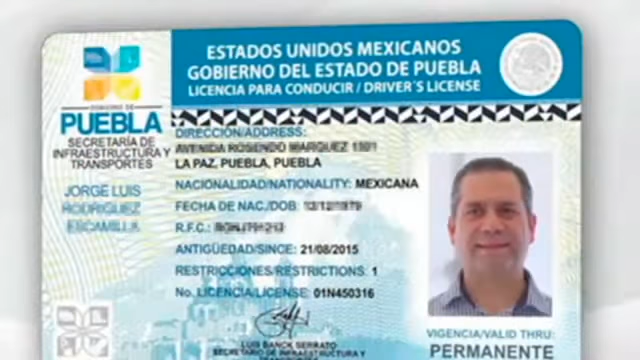 ESTADOS UNIDOS MEXICANOS
GOBIERNO DEL ESTADO DE PUEBLA
LICENCIA PARA CONDUCIR / DRIVER´S LICENSE
GOBIERNO DE
PUEBLA
SECRETARÍA DE
INFRAESTRUCTURA Y
TRANSPORTES
JORGE LUIS
RODRIGUEZ
ESCAMILLA
DIRECCIÓN/ADDRESS:
AVENIDA ROSENDO MARQUEZ
LA PAZ, PUEBLA, PUEBLA
NACIONALIDAD/NATIONALITY: MEXICANA
FECHA DE NAC./DOB:
R.F.C.:
ANTIGÜEDAD/SINCE: 21/08/2015
RESTRICCIONES/RESTRICTIONS: 1
No. LICENCIA/LICENSE: 01N450316
LUIS BANCK SERRATO
SECRETARIO DE INFRAESTRUCTURA Y
VIGENCIA/VALID THRU:
PERMANENTE